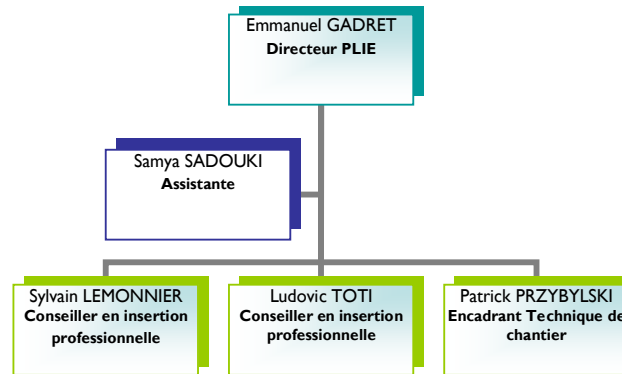 Emmanuel GADRET
Directeur PLIE
Samya SADOUKI
Assistante
Sylvain LEMONNIER
Conseiller en insertion
professionnelle
Ludovic TOTI
Conseiller en insertion
professionnelle
Patrick PRZYBYLSKI
Encadrant Technique de
chantier